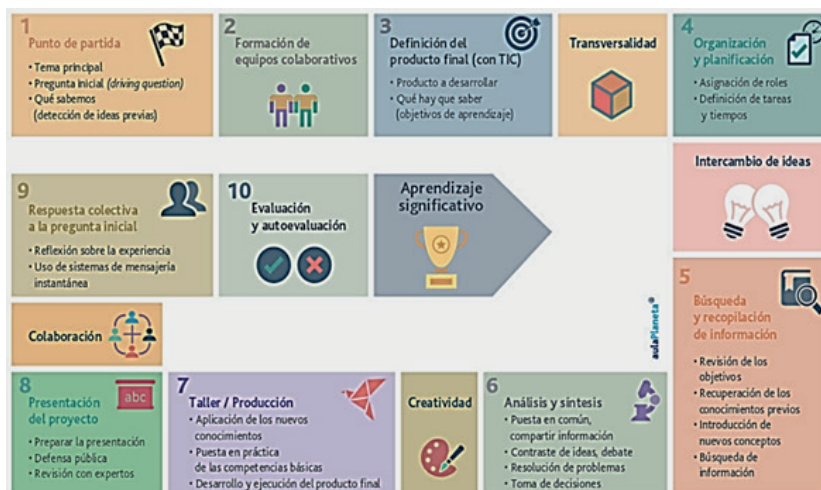 1
Punto de partida
• Tema principal
• Pregunta inicial (driving question)
• Qué sabemos
(detección de ideas previas)
2
Formación de
equipos colaborativos
3
Definición del
producto final (con TIC)
• Producto a desarrollar
• Qué hay que saber
(objetivos de aprendizaje)
Transversalidad
4
Organización
y planificación
• Asignación de roles
• Definición de tareas
y tiempos
Intercambio de ideas
5
Búsqueda
y recopilación
de información
• Revisión de los
objetivos
• Recuperación de los
conocimientos previos
• Introducción de
nuevos conceptos
• Búsqueda de
información
6
Análisis y síntesis
• Puesta en común,
compartir información
• Contraste de ideas, debate
• Resolución de problemas
• Toma de decisiones
Creatividad
7
Taller / Producción
• Aplicación de los nuevos
conocimientos
• Puesta en práctica
de las competencias básicas
• Desarrollo y ejecución del producto final
8
abc
Presentación
del proyecto
• Preparar la presentación
• Defensa pública
• Revisión con expertos
Colaboración
9
Respuesta colectiva
a la pregunta inicial
• Reflexión sobre la experiencia
• Uso de sistemas de mensajería
instantánea
10
Evaluación
y autoevaluación
Aprendizaje
significativo
aulaPlaneta®